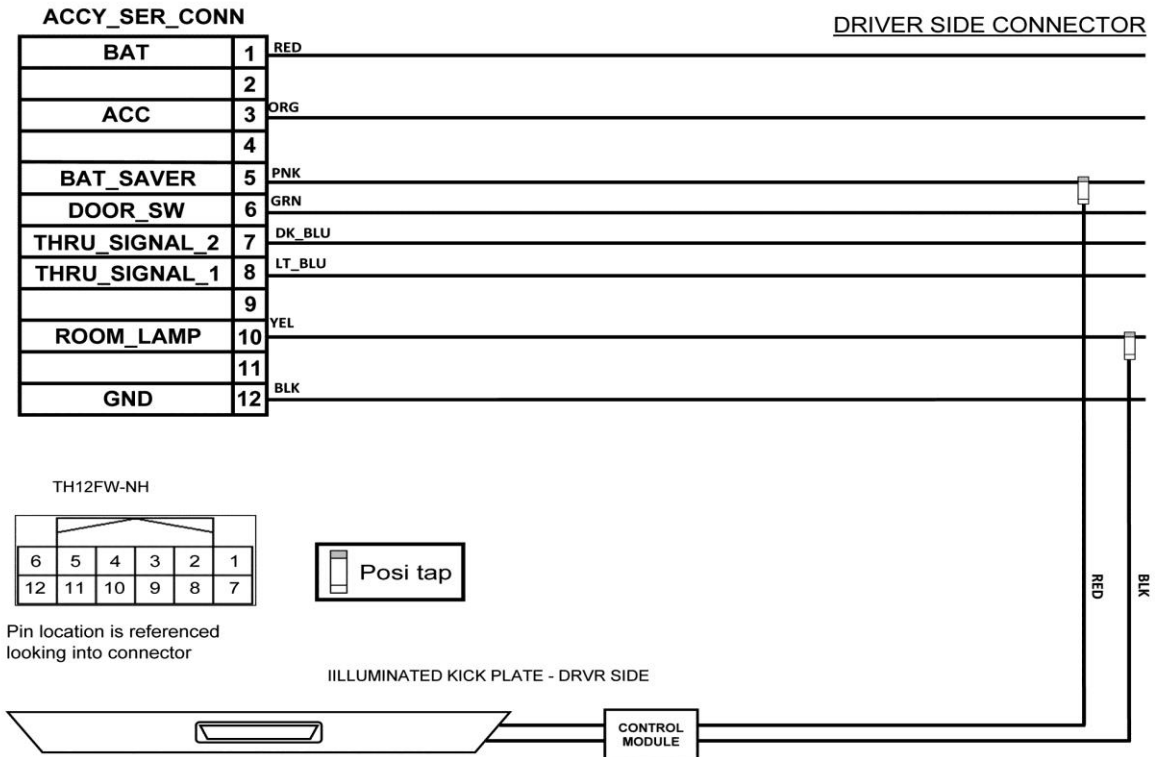 ACCY_SER_CONN
DRIVER SIDE CONNECTOR
BAT 1 RED
2
ACC 3 ORG
4
BAT_SAVER 5 PNK
DOOR_SW 6 GRN
THRU_SIGNAL_2 7 DK_BLU
THRU_SIGNAL_1 8 LT_BLU
9
ROOM_LAMP 10 YEL
11
GND 12 BLK
TH12FW-NH
6 5 4 3 2 1
12 11 10 9 8 7
Posi tap
RED
BLK
Pin location is referenced
looking into connector
IILLUMINATED KICK PLATE - DRVR SIDE
CONTROL
MODULE